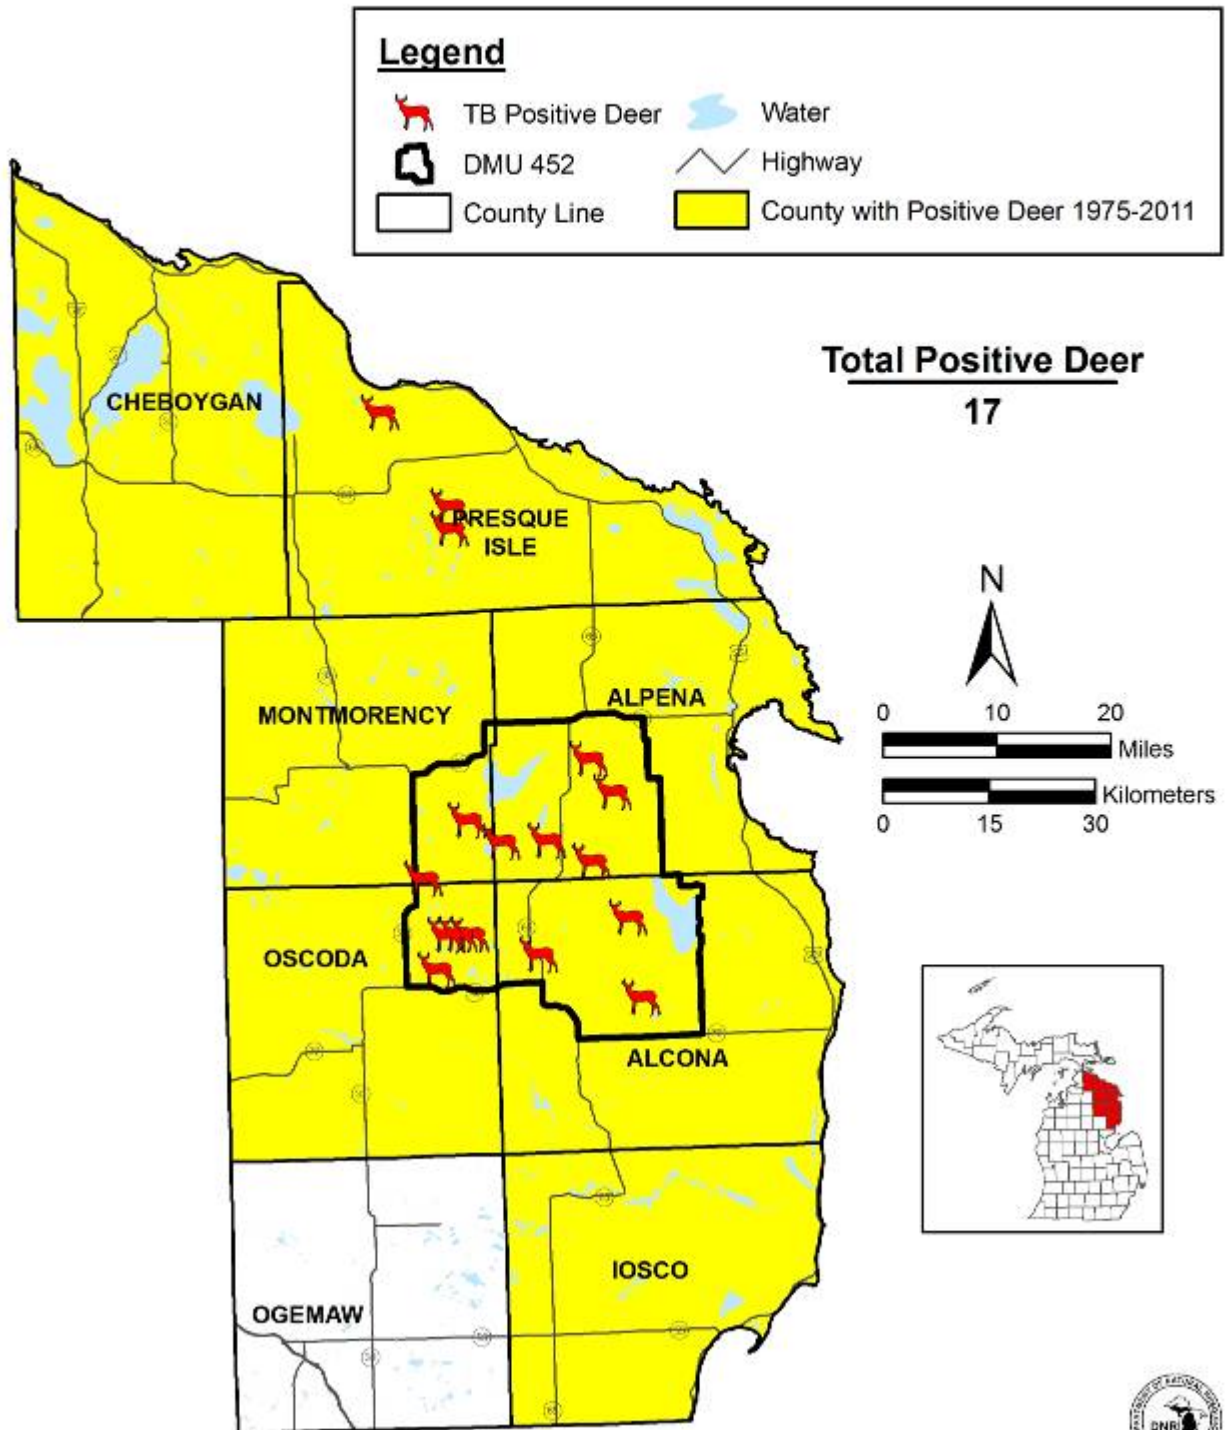 Legend
TB Positive Deer
Water
DMU 452
Highway
County Line
County with Positive Deer 1975-2011
Total Positive Deer
17
CHEBOYGAN
PRESQUE
ISLE
N
MONTMORENCY
ALPENA
0 10 20
Miles
Kilometers
0 15 30
OSCODA
ALCONA
IOSCO
OGEMAW
DNR